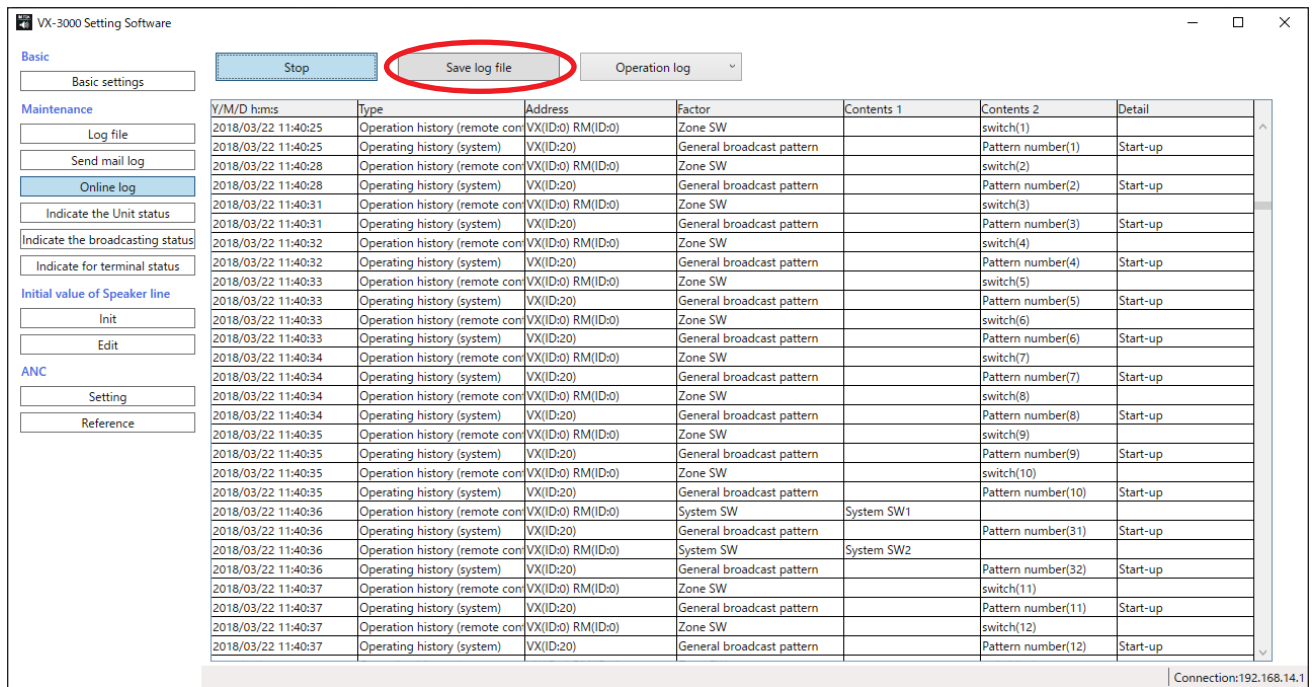 VX-3000 Setting Software
Basic
Basic settings
Maintenance
Log file
Send mail log
Online log
Indicate the Unit status
Indicate the broadcasting status
Indicate for terminal status
Initial value of Speaker line
Init
Edit
ANC
Setting
Reference
Stop Save log file Operation log
Y/M/D h:m:s Type Address Factor Contents 1 Contents 2 Detail
2018/03/22 11:40:25 Operation history (remote con VX(ID:0) RM(ID:0) Zone SW switch(1)
2018/03/22 11:40:25 Operating history (system) VX(ID:20) General broadcast pattern Pattern number(1) Start-up
2018/03/22 11:40:28 Operation history (remote con VX(ID:0) RM(ID:0) Zone SW switch(2)
2018/03/22 11:40:28 Operating history (system) VX(ID:20) General broadcast pattern Pattern number(2) Start-up
2018/03/22 11:40:31 Operation history (remote con VX(ID:0) RM(ID:0) Zone SW switch(3)
2018/03/22 11:40:31 Operating history (system) VX(ID:20) General broadcast pattern Pattern number(3) Start-up
2018/03/22 11:40:32 Operation history (remote con VX(ID:0) RM(ID:0) Zone SW switch(4)
2018/03/22 11:40:32 Operating history (system) VX(ID:20) General broadcast pattern Pattern number(4) Start-up
2018/03/22 11:40:33 Operation history (remote con VX(ID:0) RM(ID:0) Zone SW switch(5)
2018/03/22 11:40:33 Operating history (system) VX(ID:20) General broadcast pattern Pattern number(5) Start-up
2018/03/22 11:40:33 Operation history (remote con VX(ID:0) RM(ID:0) Zone SW switch(6)
2018/03/22 11:40:33 Operating history (system) VX(ID:20) General broadcast pattern Pattern number(6) Start-up
2018/03/22 11:40:34 Operation history (remote con VX(ID:0) RM(ID:0) Zone SW switch(7)
2018/03/22 11:40:34 Operating history (system) VX(ID:20) General broadcast pattern Pattern number(7) Start-up
2018/03/22 11:40:34 Operation history (remote con VX(ID:0) RM(ID:0) Zone SW switch(8)
2018/03/22 11:40:34 Operating history (system) VX(ID:20) General broadcast pattern Pattern number(8) Start-up
2018/03/22 11:40:35 Operation history (remote con VX(ID:0) RM(ID:0) Zone SW switch(9)
2018/03/22 11:40:35 Operating history (system) VX(ID:20) General broadcast pattern Pattern number(9) Start-up
2018/03/22 11:40:35 Operation history (remote con VX(ID:0) RM(ID:0) Zone SW switch(10)
2018/03/22 11:40:35 Operating history (system) VX(ID:20) General broadcast pattern Pattern number(10) Start-up
2018/03/22 11:40:36 Operation history (remote con VX(ID:0) RM(ID:0) System SW System SW1
2018/03/22 11:40:36 Operating history (system) VX(ID:20) General broadcast pattern Pattern number(31) Start-up
2018/03/22 11:40:36 Operation history (remote con VX(ID:0) RM(ID:0) System SW System SW2
2018/03/22 11:40:36 Operating history (system) VX(ID:20) General broadcast pattern Pattern number(32) Start-up
2018/03/22 11:40:37 Operation history (remote con VX(ID:0) RM(ID:0) Zone SW switch(11)
2018/03/22 11:40:37 Operating history (system) VX(ID:20) General broadcast pattern Pattern number(11) Start-up
2018/03/22 11:40:37 Operation history (remote con VX(ID:0) RM(ID:0) Zone SW switch(12)
2018/03/22 11:40:37 Operating history (system) VX(ID:20) General broadcast pattern Pattern number(12) Start-up
Connection:192.168.14.1